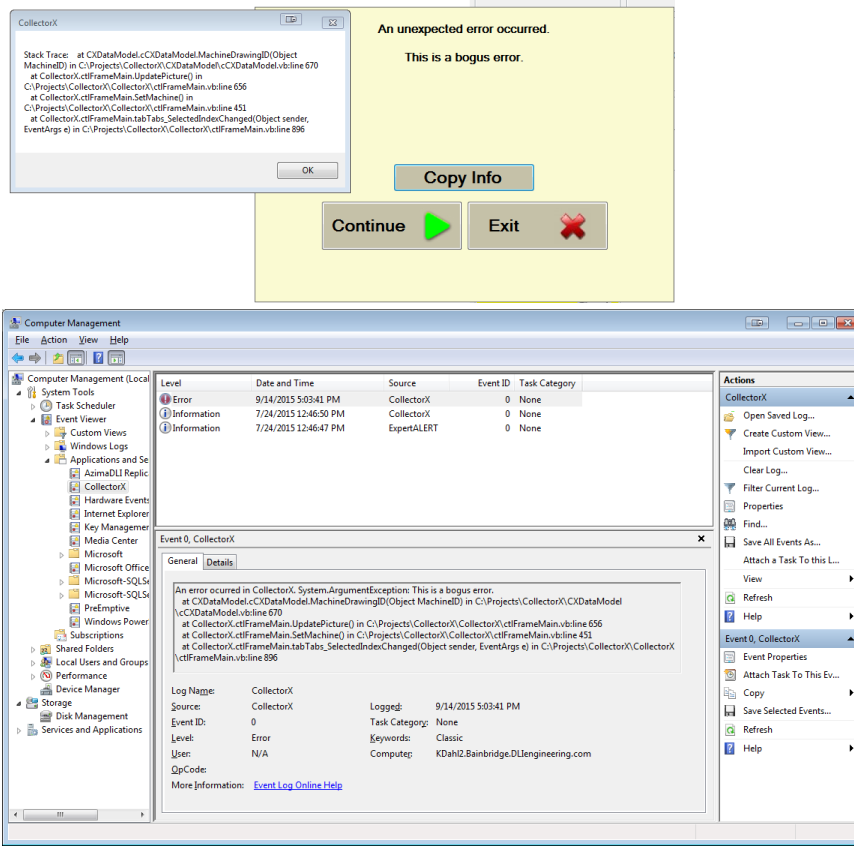 CollectorX
Stack Trace:   at CXDataModel.cCXDataModel.MachineDrawingID(Object
MachineID) in C:\Projects\CollectorX\CXDataModel\cCXDataModel.vb:line 670
at CollectorX.ctlFrameMain.UpdatePicture() in
C:\Projects\CollectorX\CollectorX\ctlFrameMain.vb:line 656
at CollectorX.ctlFrameMain.SetMachine() in
C:\Projects\CollectorX\CollectorX\ctlFrameMain.vb:line 451
at CollectorX.ctlFrameMain.tabTabs_SelectedIndexChanged(Object sender,
EventArgs e) in C:\Projects\CollectorX\CollectorX\ctlFrameMain.vb:line 896
OK
An unexpected error occurred.
This is a bogus error.
Copy Info
Continue
Exit
Computer Management
File Action View Help
Computer Management (Local
System Tools
Task Scheduler
Event Viewer
Custom Views
Windows Logs
Applications and Se
AzimaDLI Replic
CollectorX
Hardware Events
Internet Explorer
Key Managemer
Media Center
Microsoft
Microsoft Office
Microsoft-SQLSe
Microsoft-SQLSe
PreEmptive
Windows Power
Subscriptions
Shared Folders
Local Users and Groups
Performance
Device Manager
Storage
Disk Management
Services and Applications
Level Date and Time Source Event ID Task Category
Error 9/14/2015 5:03:41 PM CollectorX 0 None
Information 7/24/2015 12:46:50 PM CollectorX 0 None
Information 7/24/2015 12:46:47 PM ExpertALERT 0 None
Event 0, CollectorX
General Details
An error ocurred in CollectorX. System.ArgumentException: This is a bogus error.
at CXDataModel.cCXDataModel.MachineDrawingID(Object MachineID) in C:\Projects\CollectorX\CXDataModel
\cCXDataModel.vb:line 670
at CollectorX.ctlFrameMain.UpdatePicture() in C:\Projects\CollectorX\CollectorX\ctlFrameMain.vb:line 656
at CollectorX.ctlFrameMain.SetMachine() in C:\Projects\CollectorX\CollectorX\ctlFrameMain.vb:line 451
at CollectorX.ctlFrameMain.tabTabs_SelectedIndexChanged(Object sender, EventArgs e) in C:\Projects\CollectorX\CollectorX
\ctlFrameMain.vb:line 896
Log Name: CollectorX
Source: CollectorX Logged: 9/14/2015 5:03:41 PM
Event ID: 0 Task Category: None
Level: Error Keywords: Classic
User: N/A Computer: KDahl2.Bainbridge.DLIengineering.com
OpCode:
More Information: Event Log Online Help
Actions
CollectorX
Open Saved Log...
Create Custom View...
Import Custom View...
Clear Log...
Filter Current Log...
Properties
Find...
Save All Events As...
Attach a Task To this L...
View
Refresh
Help
Event 0, CollectorX
Event Properties
Attach Task To This Ev...
Copy
Save Selected Events...
Refresh
Help